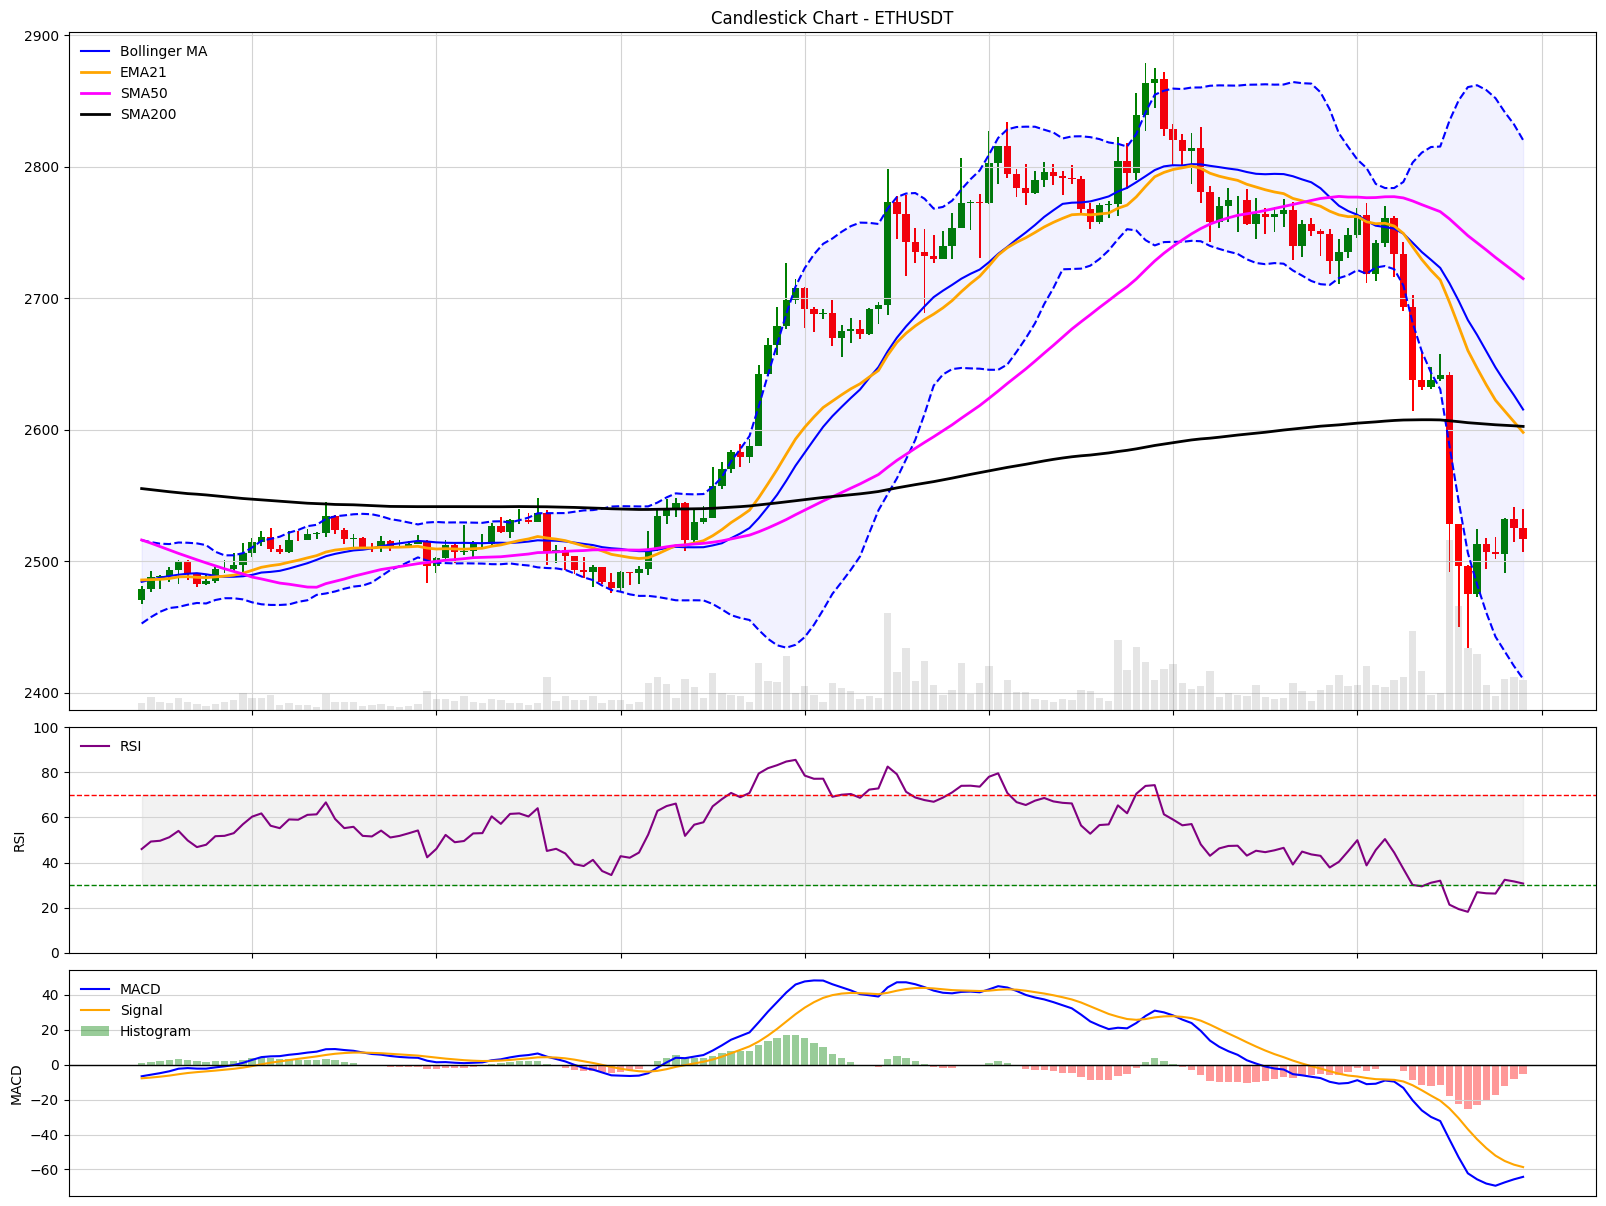 Candlestick Chart - ETHUSDT
2900
2800
2700
2600
2500
2400
Bollinger MA
EMA21
SMA50
SMA200
100
80
60
40
20
0
RSI
RSI
40
20
0
−20
−40
−60
MACD
MACD
Signal
Histogram